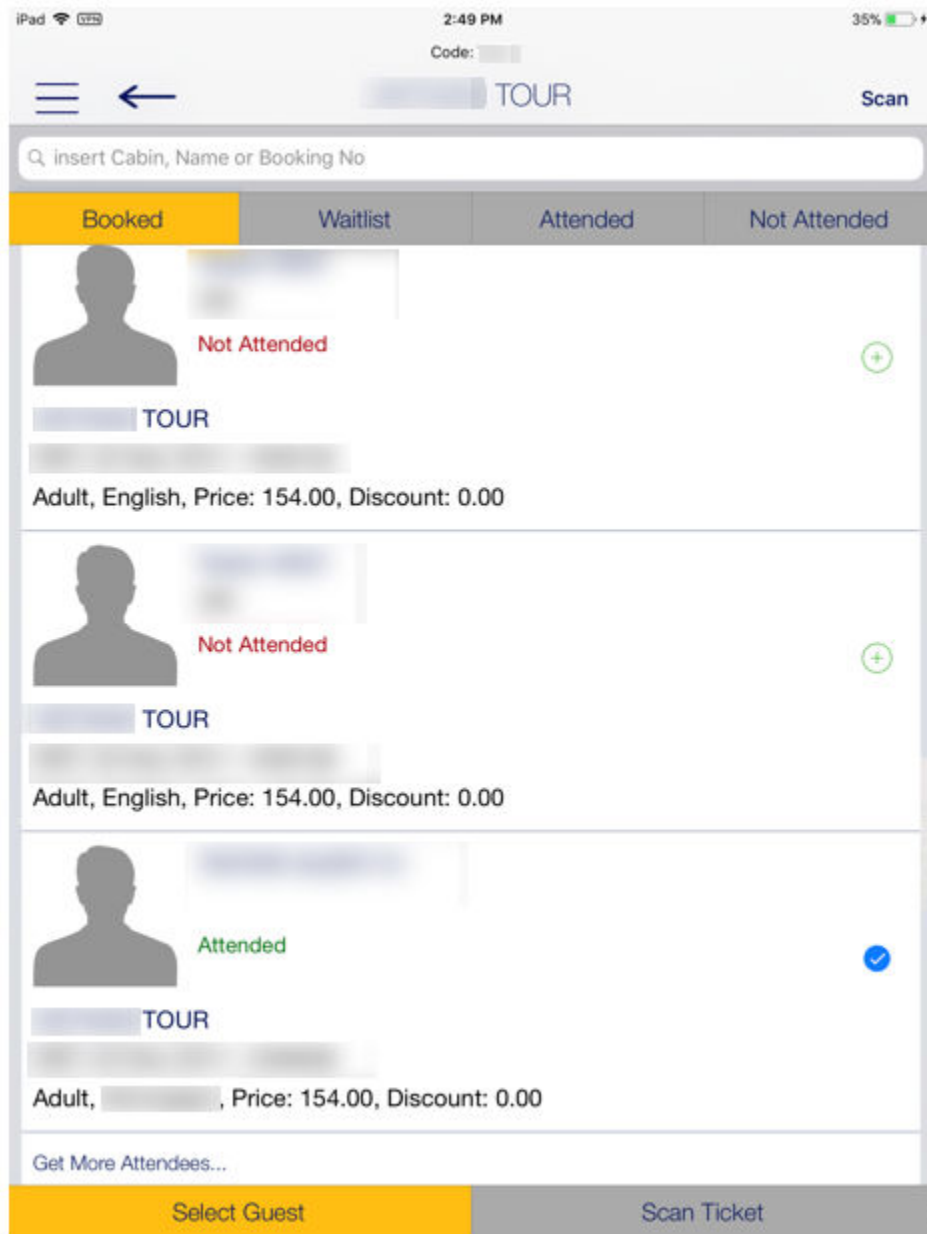 iPad VPN 2:49 PM 35%
Code:
TOUR Scan
insert Cabin, Name or Booking No
Booked Waitlist Attended Not Attended
Not Attended
TOUR
Adult, English, Price: 154.00, Discount: 0.00
Not Attended
TOUR
Adult, English, Price: 154.00, Discount: 0.00
Attended
TOUR
Adult, , Price: 154.00, Discount: 0.00
Get More Attendees...
Select Guest Scan Ticket